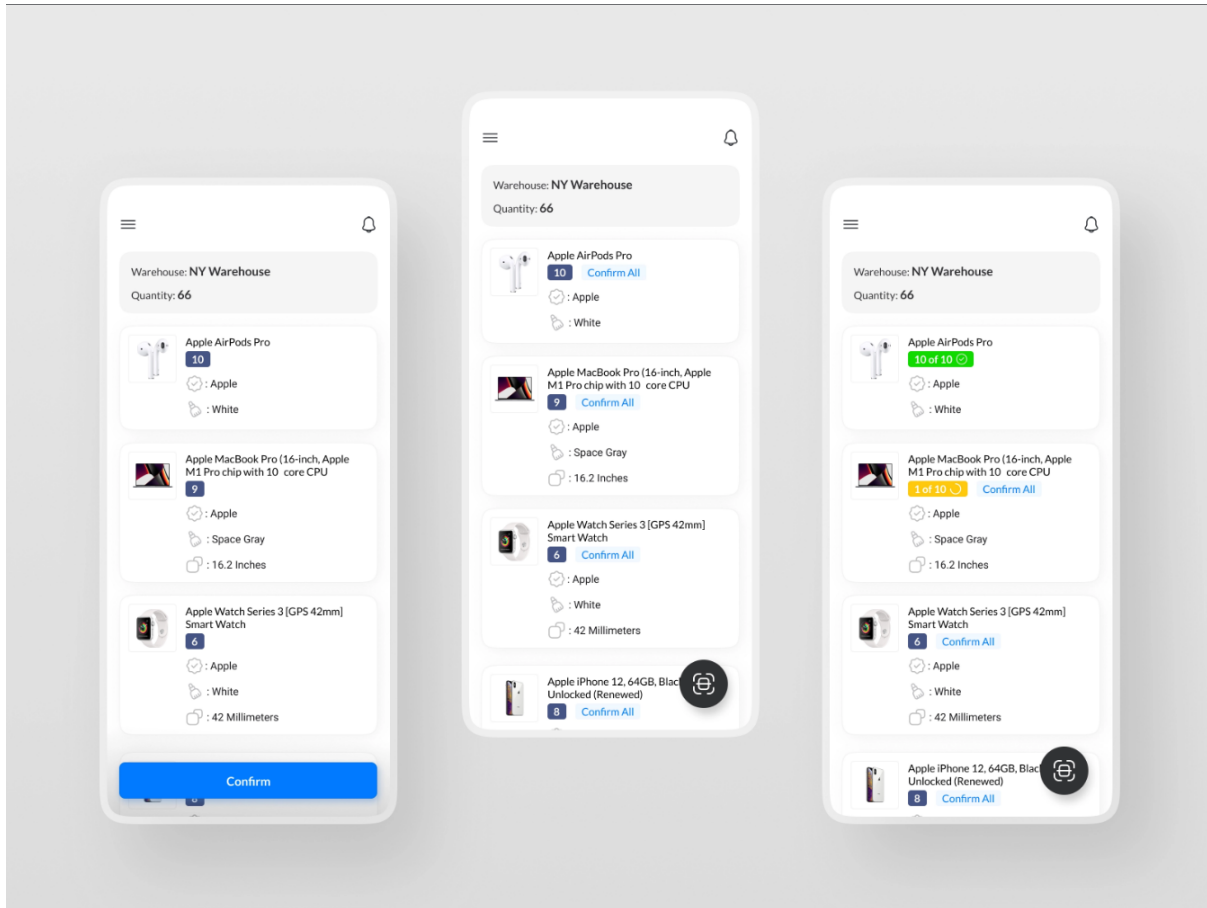 Warehouse: NY Warehouse
Quantity: 66
Apple AirPods Pro
10
: Apple
: White
Apple MacBook Pro (16-inch, Apple
M1 Pro chip with 10 core CPU
9
: Apple
: Space Gray
: 16.2 Inches
Apple Watch Series 3 [GPS 42mm]
Smart Watch
6
: Apple
: White
: 42 Millimeters
Confirm
Warehouse: NY Warehouse
Quantity: 66
Apple AirPods Pro
10 Confirm All
: Apple
: White
Apple MacBook Pro (16-inch, Apple
M1 Pro chip with 10 core CPU
9 Confirm All
: Apple
: Space Gray
: 16.2 Inches
Apple Watch Series 3 [GPS 42mm]
Smart Watch
6 Confirm All
: Apple
: White
: 42 Millimeters
Apple iPhone 12, 64GB,
Unlocked (Renewed)
8 Confirm All
Warehouse: NY Warehouse
Quantity: 66
Apple AirPods Pro
10 of 10
: Apple
: White
Apple MacBook Pro (16-inch, Apple
M1 Pro chip with 10 core CPU
1 of 10 Confirm All
: Apple
: Space Gray
: 16.2 Inches
Apple Watch Series 3 [GPS 42mm]
Smart Watch
6 Confirm All
: Apple
: White
: 42 Millimeters
Apple iPhone 12, 64GB,
Unlocked (Renewed)
8 Confirm All